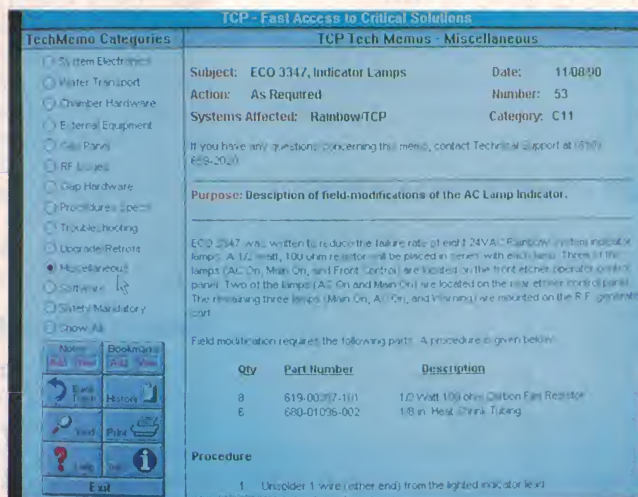 TCP - Fast Access to Critical Solutions
TechMemo Categories
System Electronics
Water Transport
Chamber Hardware
External Equipment
Gas Panel
RF Issues
Gap Hardware
Procedures/Specs
Troubleshooting
Upgrade/Retrofit
Miscellaneous
Software
Safety/Mandatory
Show All
Notes
Add View
Bookmarks
Add View
Back Track
History
Find
Print
Help
Exit
TCP Tech Memos - Miscellaneous
Subject: ECO 3347, Indicator Lamps
Date: 11/08/90
Action: As Required
Number: 53
Systems Affected: Rainbow/TCP
Category: C11
If you have any questions concerning this memo, contact Technical Support at
659-2020
Purpose: Desciption of field-modifications of the AC Lamp Indicator.
ECO 3347 was written to reduce the failure rate of eight 24VAC Rainbow system indicator
lamps. A 1/2 watt, 100 ohm resistor will be placed in series with each lamp. Three of the
lamps (AC On, Main On, and Front Control) are located on the front etcher operator control
panel. Two of the lamps (AC On and Main On) are located on the rear etcher control panel.
The remaining three lamps (Main On, AC On, and Warning) are mounted on the R.F. generator
cart.
Field modification requires the following parts. A procedure is given below:
Qty Part Number Description
8 1/2 Watt 100 ohm Carbon Film Resistor
6 680-01096-002 1/8 in. Heat Shrink Tubing
Procedure
1 Unsolder 1 wire (either end) from the lighted indicator lead